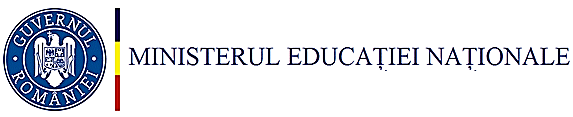 GUVERNUL
ROMÂNIEI
MINISTERUL EDUCAȚIEI NAȚIONALE